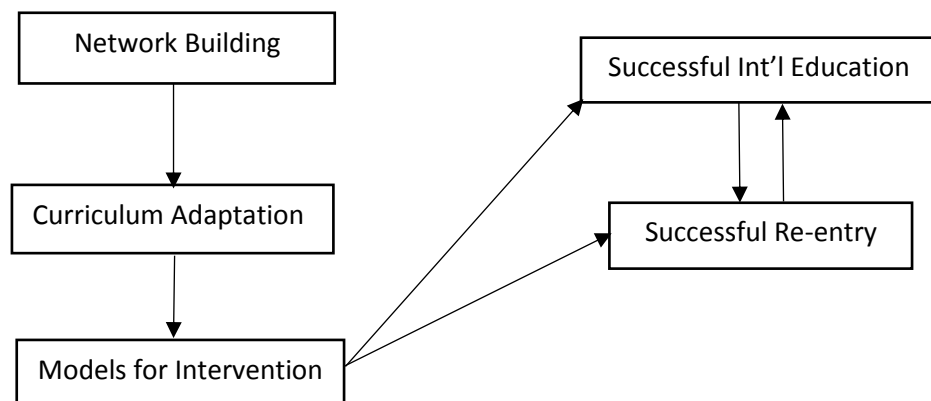 Network Building
Successful Int’l Education
Curriculum Adaptation
Successful Re-entry
Models for Intervention